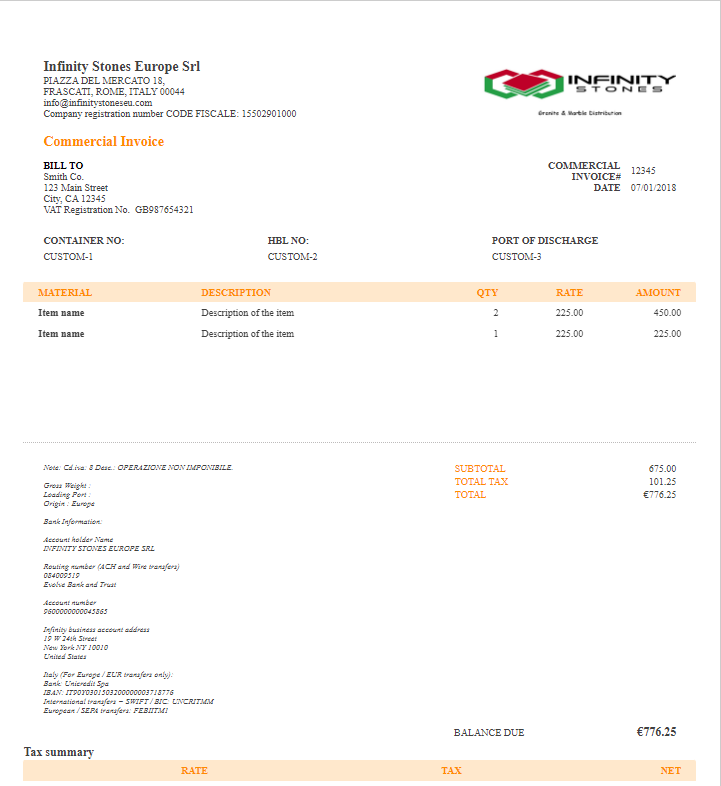 Infinity Stones Europe Srl
PIAZZA DEL MERCATO 18,
FRASCATI, ROME, ITALY 00044
info@infinitystoneseu.com
Company registration number CODE FISCALE: 15502901000
INFINITY
STONES
Granite & Marble Distribution
Commercial Invoice
BILL TO
Smith Co.
123 Main Street
City, CA 12345
VAT Registration No. GB987654321
COMMERCIAL INVOICE# 12345
DATE 07/01/2018
CONTAINER NO: HBL NO: PORT OF DISCHARGE
CUSTOM-1 CUSTOM-2 CUSTOM-3
MATERIAL DESCRIPTION QTY RATE AMOUNT
Item name Description of the item 2 225.00 450.00
Item name Description of the item 1 225.00 225.00
Note: Cd.iva: 8 Desc.: OPERAZIONE NON IMPONIBILE.
Gross Weight :
Loading Port :
Origin : Europe
Bank Information:
Account holder Name
INFINITY STONES EUROPE SRL
Routing number (ACH and Wire transfers)
084009519
Evolve Bank and Trust
Account number
9600000000045865
Infinity business account address
19 W 24th Street
New York NY 10010
United States
Italy (For Europe / EUR transfers only):
Bank: Unicredit Spa
IBAN: IT90Y0301503200000003718776
International transfers – SWIFT / BIC: UNCRITMM
European / SEPA transfers: FEBIITM1
SUBTOTAL 675.00
TOTAL TAX 101.25
TOTAL €776.25
BALANCE DUE €776.25
Tax summary
RATE TAX NET